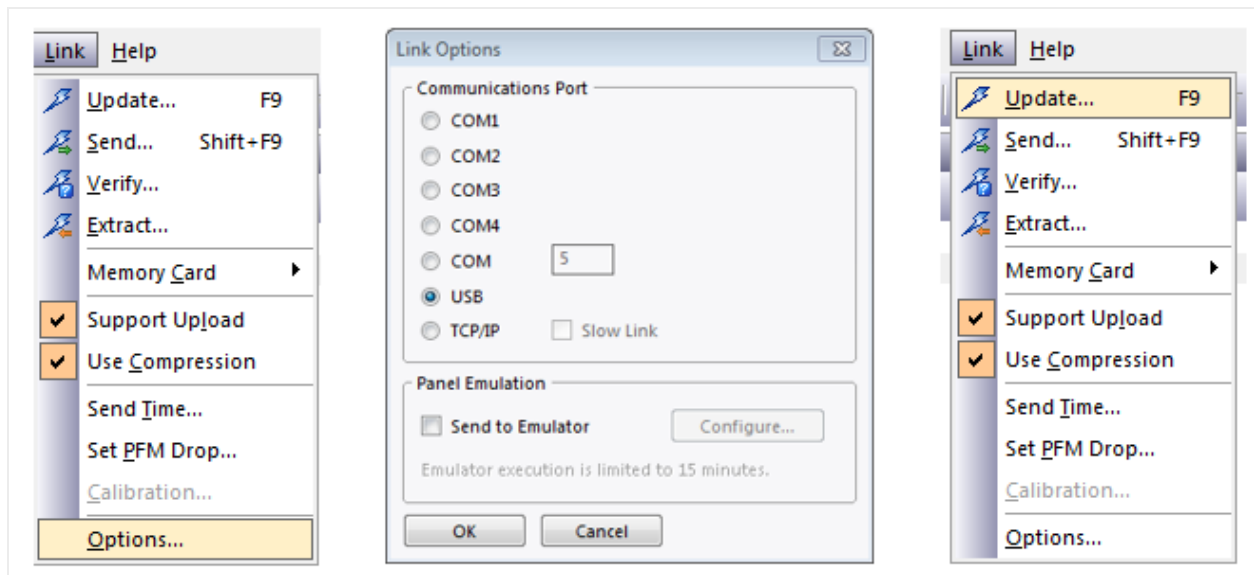 Link Help
Update... F9
Send... Shift+F9
Verify...
Extract...
Memory Card
Support Upload
Use Compression
Send Time...
Set PFM Drop...
Calibration...
Options...
Link Options
Communications Port
COM1
COM2
COM3
COM4
COM 5
USB
TCP/IP Slow Link
Panel Emulation
Send to Emulator Configure...
Emulator execution is limited to 15 minutes.
OK Cancel
Link Help
Update... F9
Send... Shift+F9
Verify...
Extract...
Memory Card
Support Upload
Use Compression
Send Time...
Set PFM Drop...
Calibration...
Options...